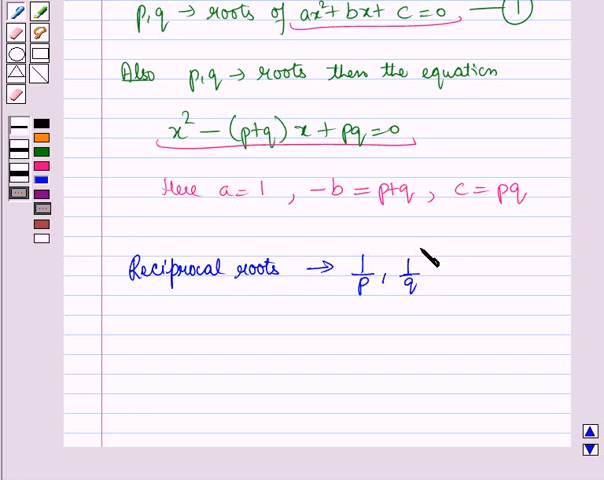 p,q → roots of ax²+bx+c=0 — ①
Also p,q → roots then the equation
x² − (p+q)x + pq=0
Here a=1, −b=p+q, c=pq
Reciprocal roots → 1/p, 1/q